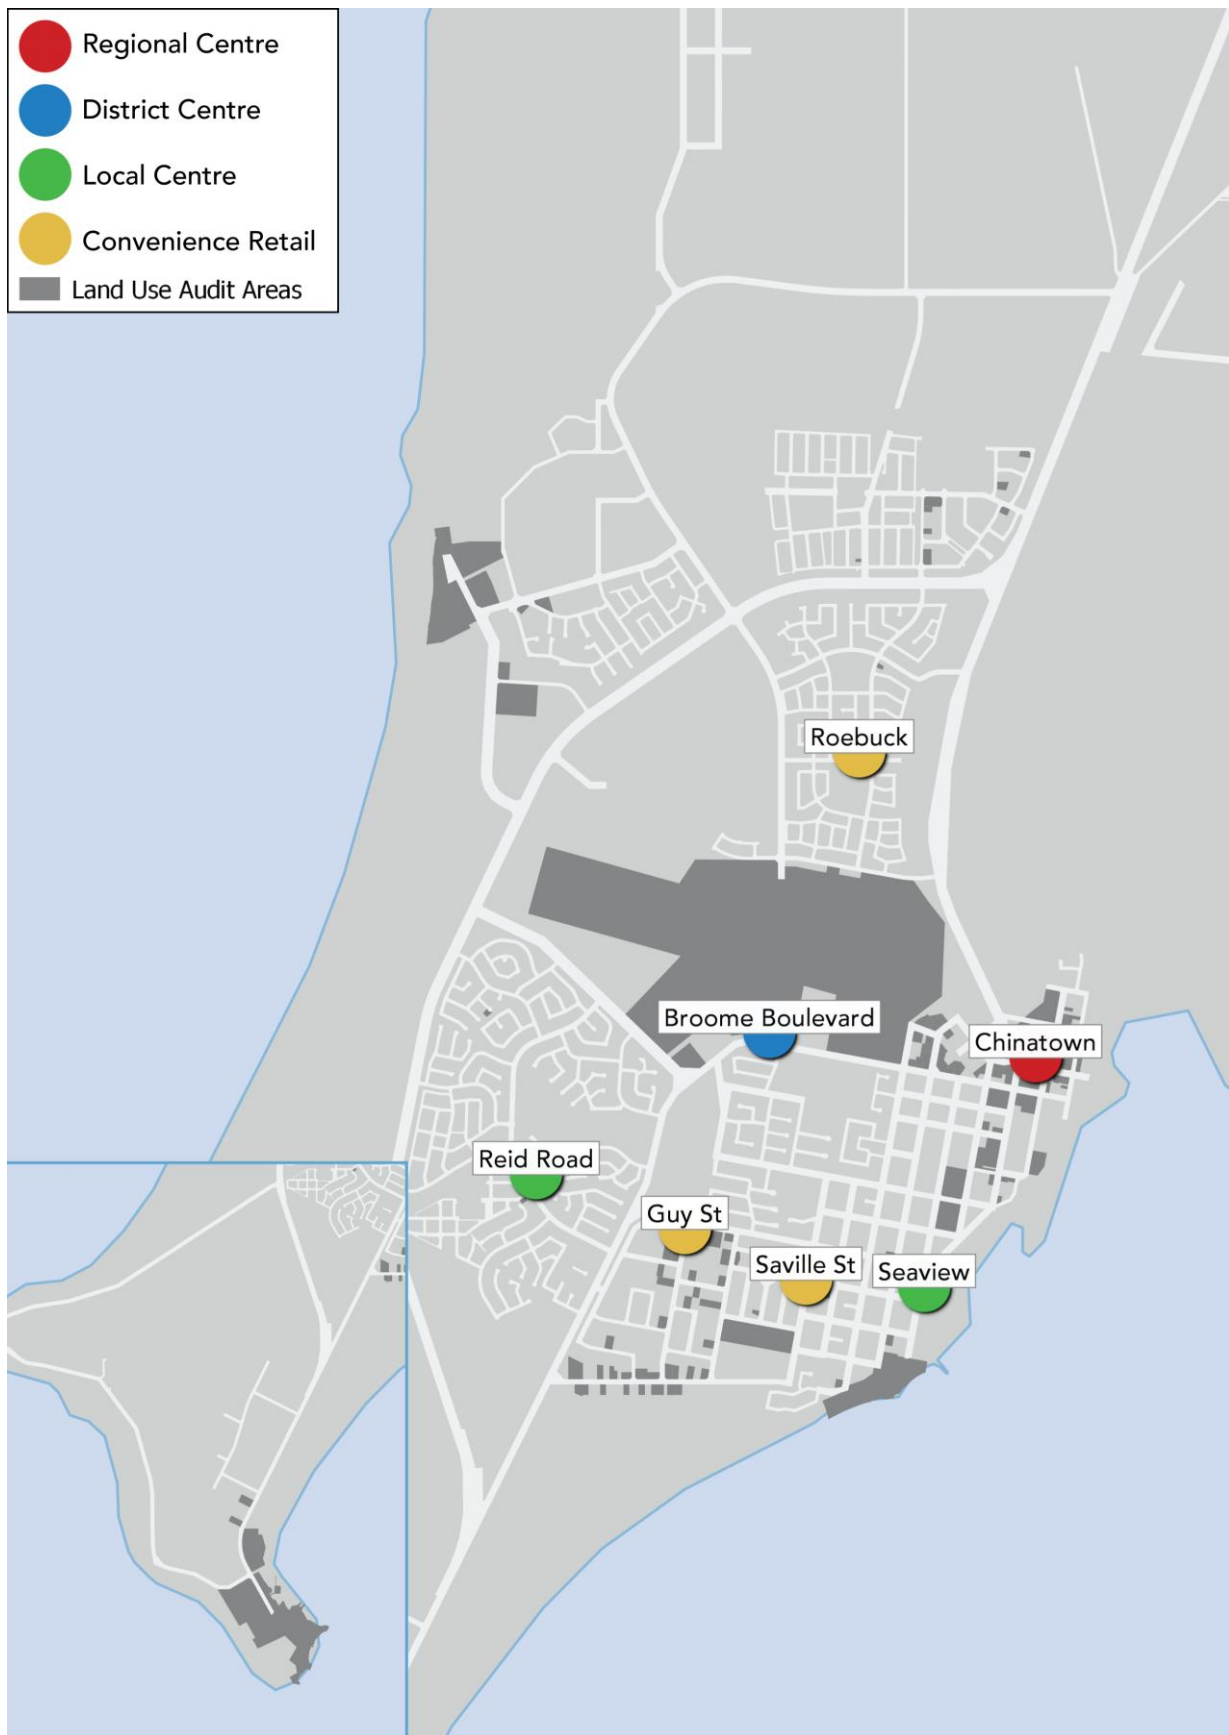 Regional Centre
District Centre
Local Centre
Convenience Retail
Land Use Audit Areas
Roebuck
Broome Boulevard
Chinatown
Reid Road
Guy St
Saville St
Seaview